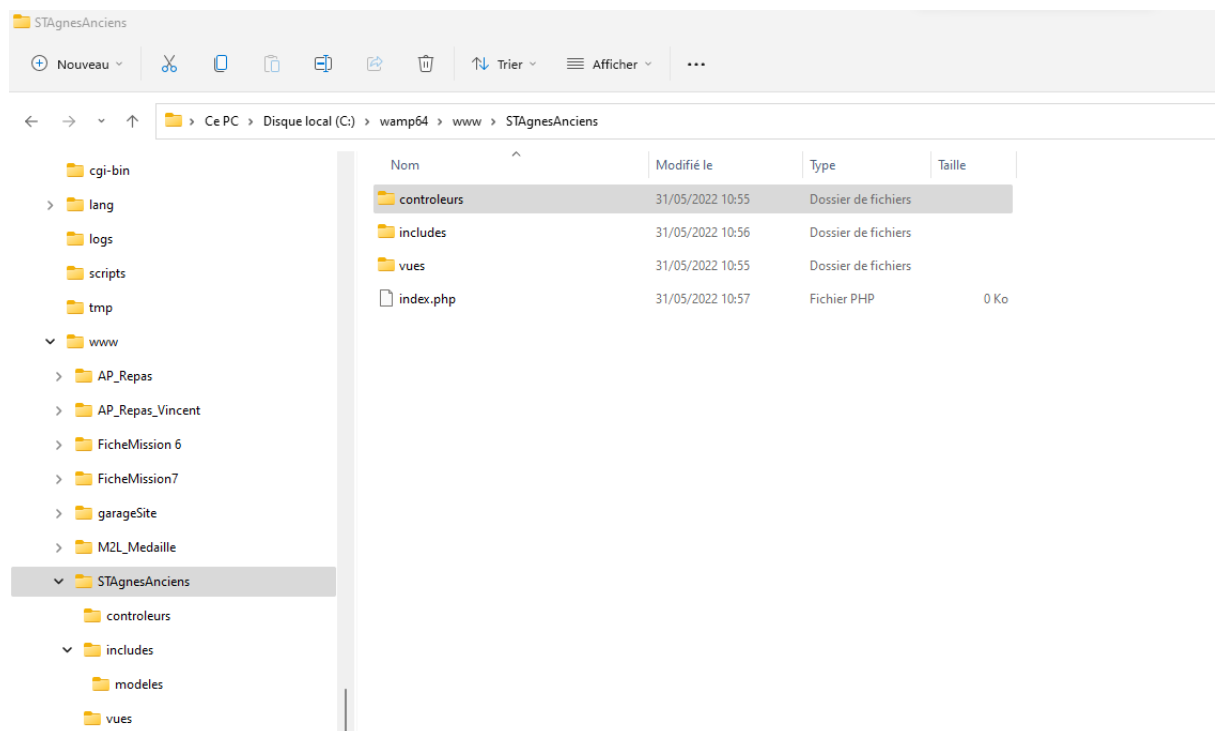 STAgnesAnciens
Nouveau
Trier
Afficher
Ce PC > Disque local (C:) > wamp64 > www > STAgnesAnciens
cgi-bin
lang
logs
scripts
tmp
www
AP_Repas
AP_Repas_Vincent
FicheMission 6
FicheMission7
garageSite
M2L_Medaille
STAgnesAnciens
controleurs
includes
modeles
vues
Nom Modifié le Type Taille
controleurs 31/05/2022 10:55 Dossier de fichiers
includes 31/05/2022 10:56 Dossier de fichiers
vues 31/05/2022 10:55 Dossier de fichiers
index.php 31/05/2022 10:57 Fichier PHP 0 Ko